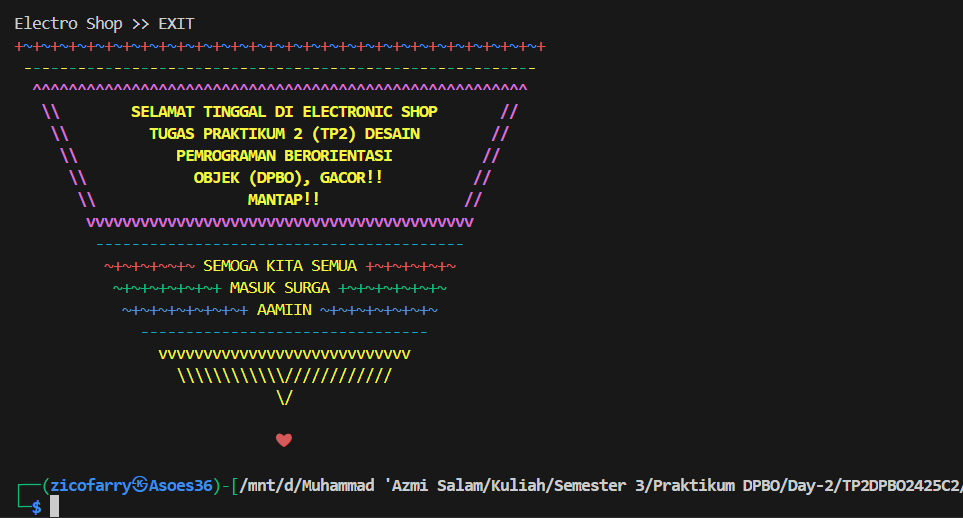 Electro Shop >> EXIT
+~+~+~+~+~+~+~+~+~+~+~+~+~+~+~+~+~+~+~+~+~+~+~+~+~+~+~+~+~+
---------------------------------------------------------
^^^^^^^^^^^^^^^^^^^^^^^^^^^^^^^^^^^^^^^^^^^^^^^^^^^^^^^
\\ SELAMAT TINGGAL DI ELECTRONIC SHOP //
\\ TUGAS PRAKTIKUM 2 (TP2) DESAIN //
\\ PEMROGRAMAN BERORIENTASI //
\\ OBJEK (DPBO), GACOR!! //
\\ MANTAP!! //
vvvvvvvvvvvvvvvvvvvvvvvvvvvvvvvvvvvvvvvvvvv
-----------------------------------------
~+~+~+~~+~ SEMOGA KITA SEMUA +~+~+~+~+~
~+~+~+~+~+~+ MASUK SURGA +~+~+~+~+~+~
~+~+~+~+~+~+~+ AAMIIN ~+~+~+~+~+~+~
--------------------------------
vvvvvvvvvvvvvvvvvvvvvvvvvvvv
\\\\\\\\\\\\////////////
\/
❤
┌──(zicofarry㉿Asoes36)-[/mnt/d/Muhammad 'Azmi Salam/Kuliah/Semester 3/Praktikum DPBO/Day-2/TP2DPBO2425C2/
└─$